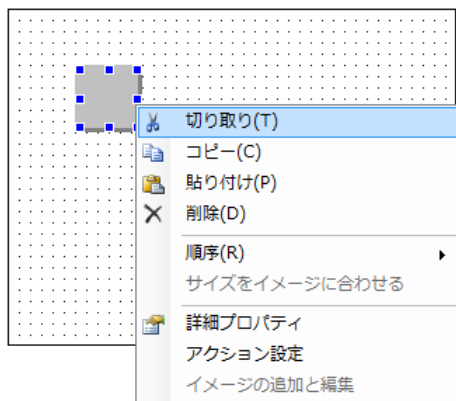 切り取り(T)
コピー(C)
貼り付け(P)
削除(D)
順序(R)
サイズをイメージに合わせる
詳細プロパティ
アクション設定
イメージの追加と編集